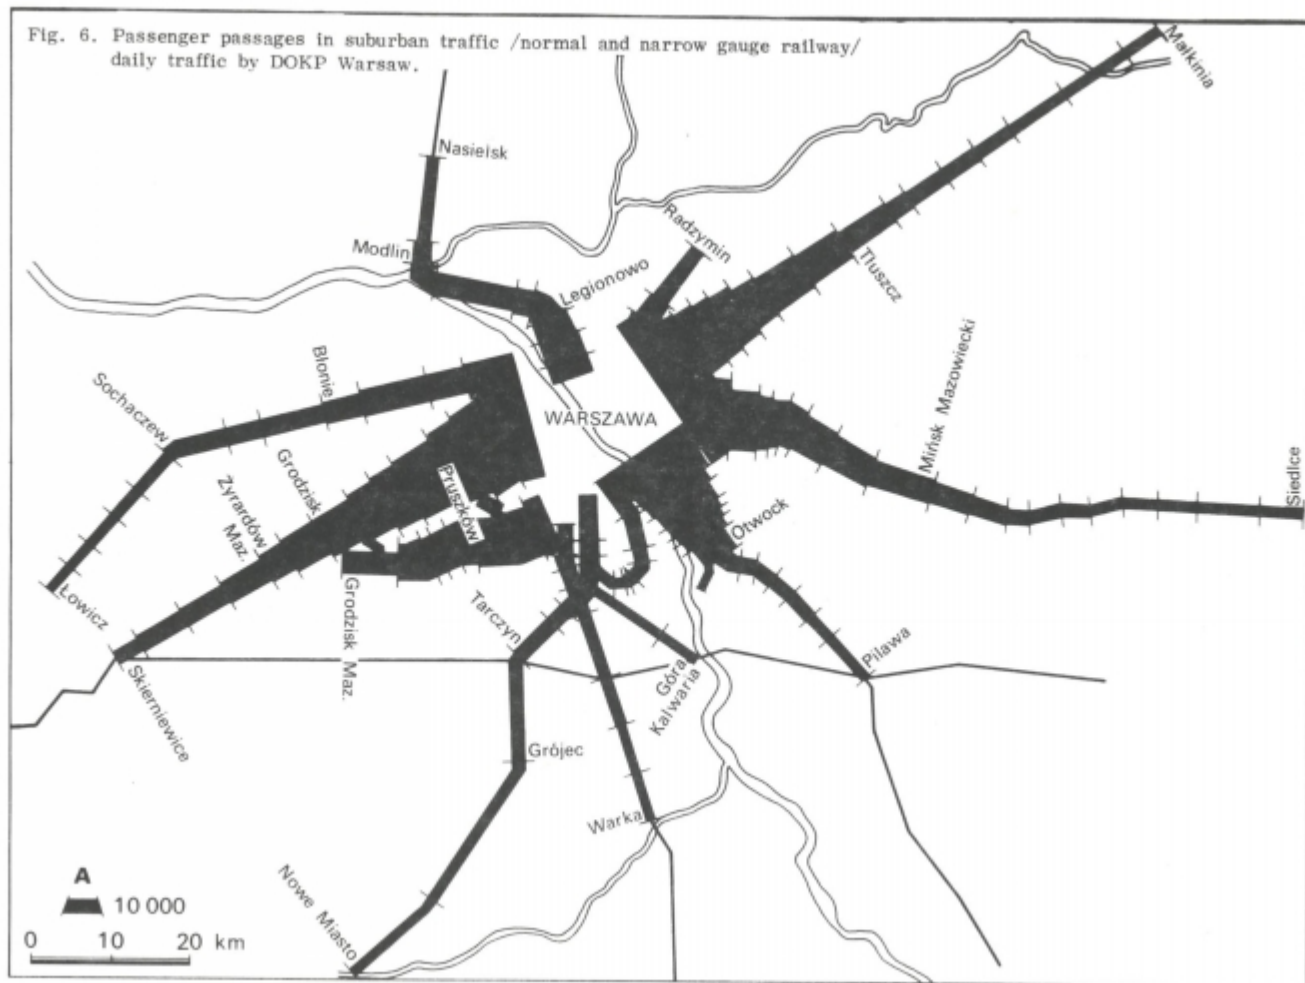 Fig. 6. Passenger passages in suburban traffic /normal and narrow gauge railway/
daily traffic by DOKP Warsaw.
Małkinia
Nasielsk
Radzymin
Modlin
Legionowo
Tłuszcz
Błonie
Sochaczew
WARSZAWA
Mińsk Mazowiecki
Grodzisk
Pruszków
Żyrardów
Maz.
Siedlce
Otwock
Łowicz
Grodzisk Maz.
Tarczyn
Skierniewice
Góra
Kalwaria
Pilawa
Grójec
Warka
Nowe Miasto
A
10 000
0 10 20 km